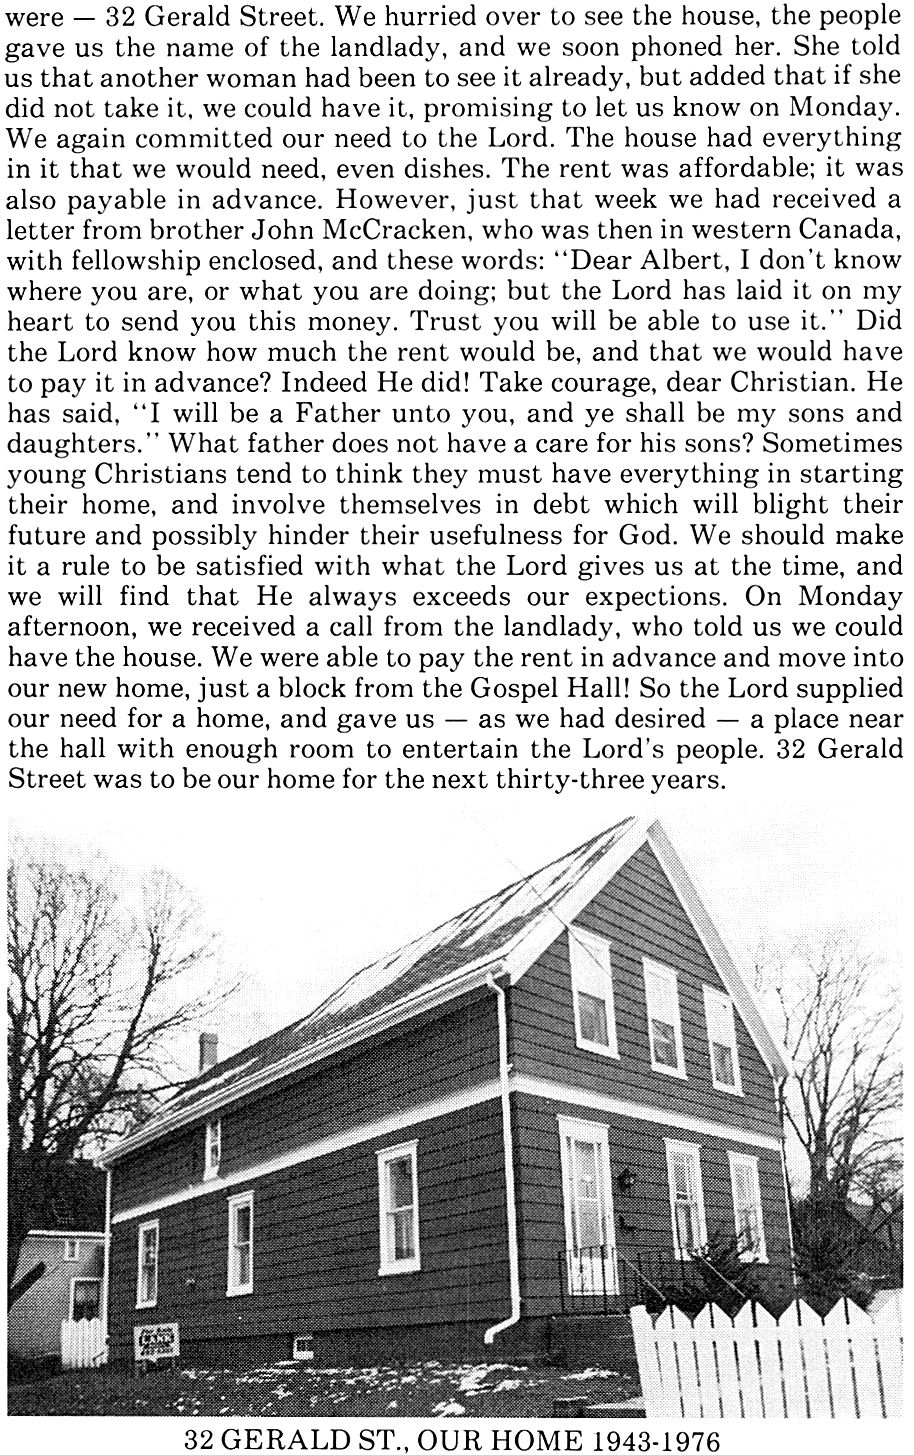 were — 32 Gerald Street. We hurried over to see the house, the people
gave us the name of the landlady, and we soon phoned her. She told
us that another woman had been to see it already, but added that if she
did not take it, we could have it, promising to let us know on Monday.
We again committed our need to the Lord. The house had everything
in it that we would need, even dishes. The rent was affordable; it was
also payable in advance. However, just that week we had received a
letter from brother John McCracken, who was then in western Canada,
with fellowship enclosed, and these words: "Dear Albert, I don't know
where you are, or what you are doing; but the Lord has laid it on my
heart to send you this money. Trust you will be able to use it." Did
the Lord know how much the rent would be, and that we would have
to pay it in advance? Indeed He did! Take courage, dear Christian. He
has said, "I will be a Father unto you, and ye shall be my sons and
daughters." What father does not have a care for his sons? Sometimes
young Christians tend to think they must have everything in starting
their home, and involve themselves in debt which will blight their
future and possibly hinder their usefulness for God. We should make
it a rule to be satisfied with what the Lord gives us at the time, and
we will find that He always exceeds our expections. On Monday
afternoon, we received a call from the landlady, who told us we could
have the house. We were able to pay the rent in advance and move into
our new home, just a block from the Gospel Hall! So the Lord supplied
our need for a home, and gave us — as we had desired — a place near
the hall with enough room to entertain the Lord's people. 32 Gerald
Street was to be our home for the next thirty-three years.
32 GERALD ST., OUR HOME 1943-1976